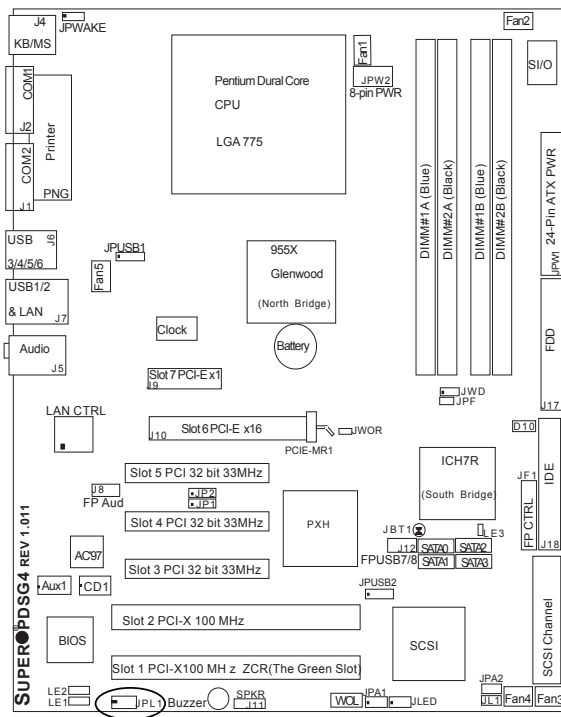 J4
KB/MS
JPWAKE
Fan2
Fan1
JPW2
8-pin PWR
SI/O
Pentium Dural Core
CPU
LGA 775
COM1
J2
Printer
COM2
J1
PNG
DIMM#1A (Blue)
DIMM#2A (Black)
DIMM#1B (Blue)
DIMM#2B (Black)
24-Pin ATX PWR
JPW1
USB
J6
3/4/5/6
JPUSB1
Fan5
USB1/2
& LAN
J7
955X
Glenwood
(North Bridge)
Clock
Battery
Audio
J5
Slot 7 PCI-E x1
J9
FDD
J17
JWD
JPF
LAN CTRL
J10
Slot 6 PCI-E x16
JWOR
PCIE-MR1
D10
ICH7R
(South Bridge)
JF1
FP CTRL
IDE
J18
Slot 5 PCI 32 bit 33MHz
J8
FP Aud
JP2
JP1
Slot 4 PCI 32 bit 33MHz
PXH
JBT1
LE3
J12
FPUSB7/8
SATA0
SATA2
SATA1
SATA3
AC'97
Slot 3 PCI 32 bit 33MHz
Aux1
CD1
JPUSB2
SUPER® PDSG4 REV 1.011
BIOS
Slot 2 PCI-X 100 MHz
SCSI
SCSI Channel
Slot 1 PCI-X100 MH z ZCR(The Green Slot)
LE2
LE1
JPL1
Buzzer
SPKR
J11
WOL
JPA1
JLED
JPA2
JL1
Fan4
Fan3